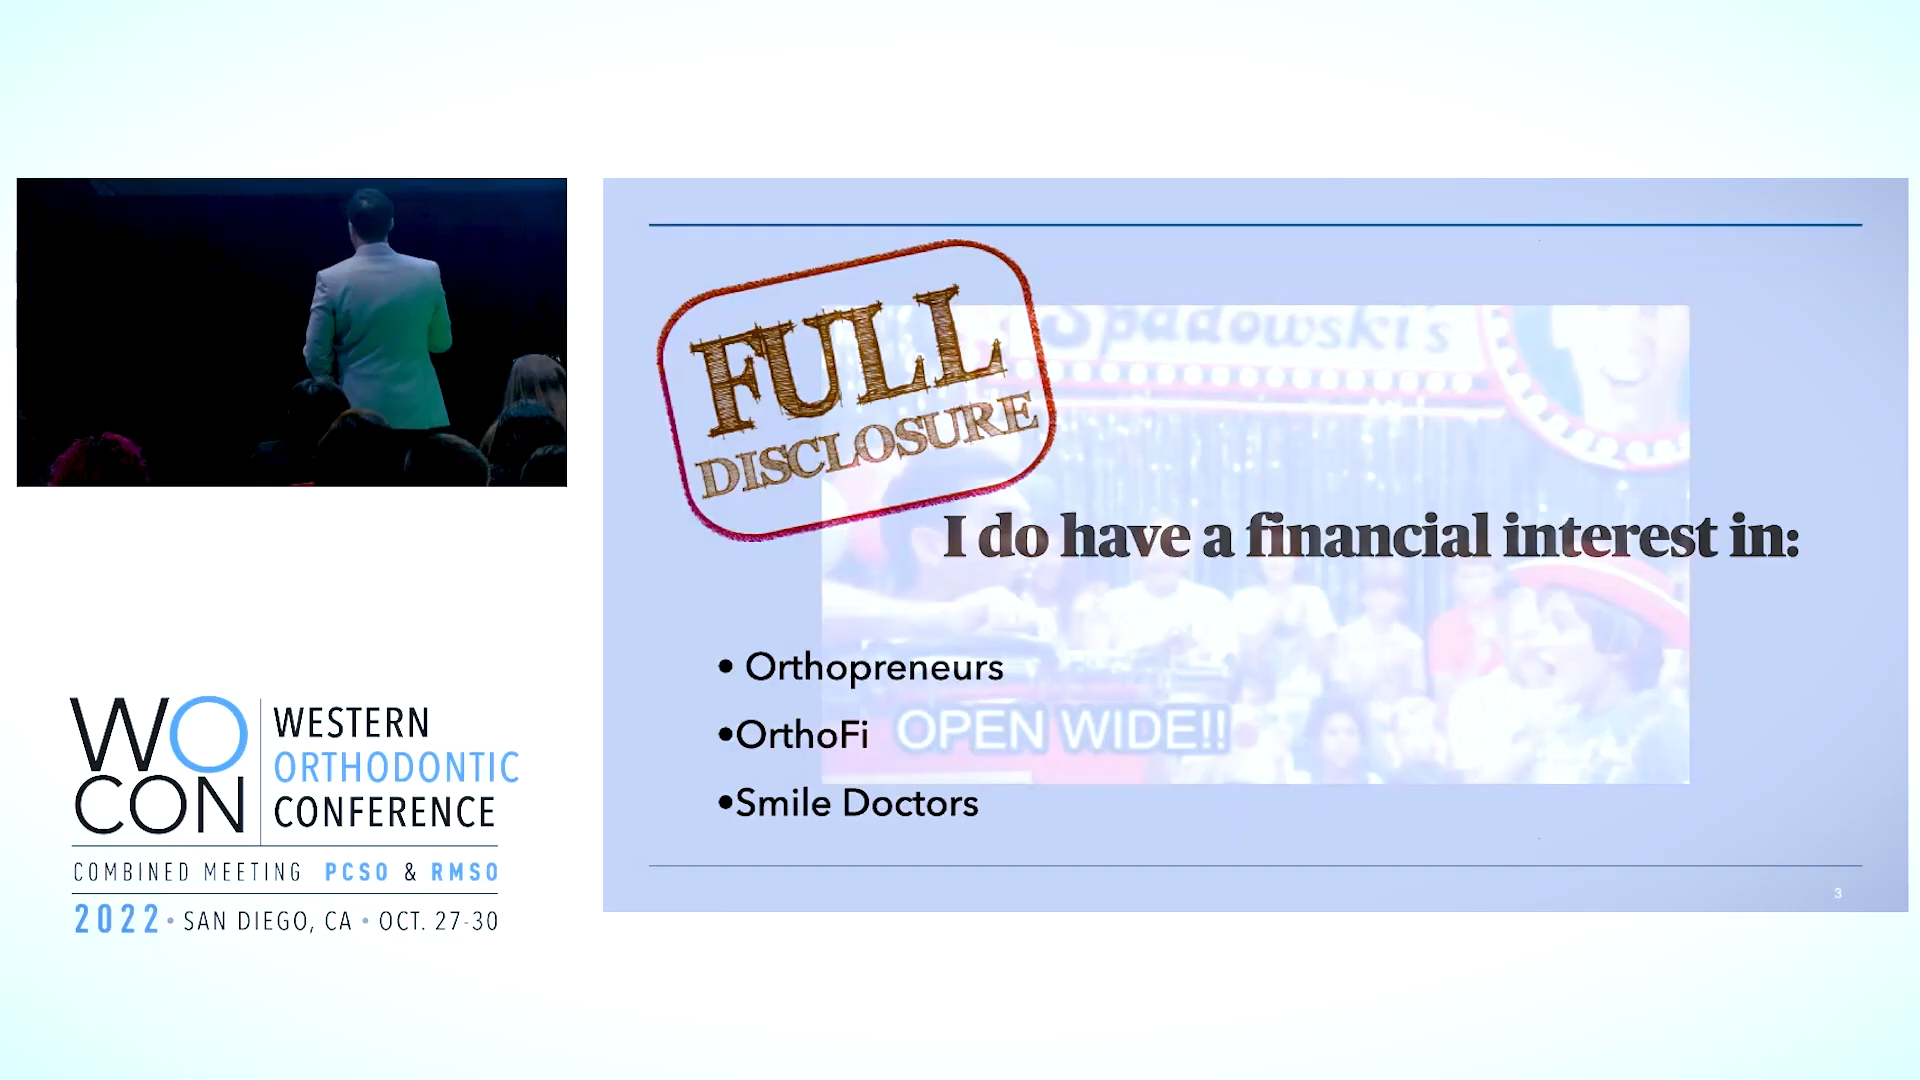 WO
CON
WESTERN
ORTHODONTIC
CONFERENCE
COMBINED MEETING PCSO & RMSO
2022 • SAN DIEGO, CA • OCT. 27-30
FULL
DISCLOSURE
Spadowski's
I do have a financial interest in:
• Orthopreneurs
•OrthoFi
OPEN WIDE!!
•Smile Doctors
3